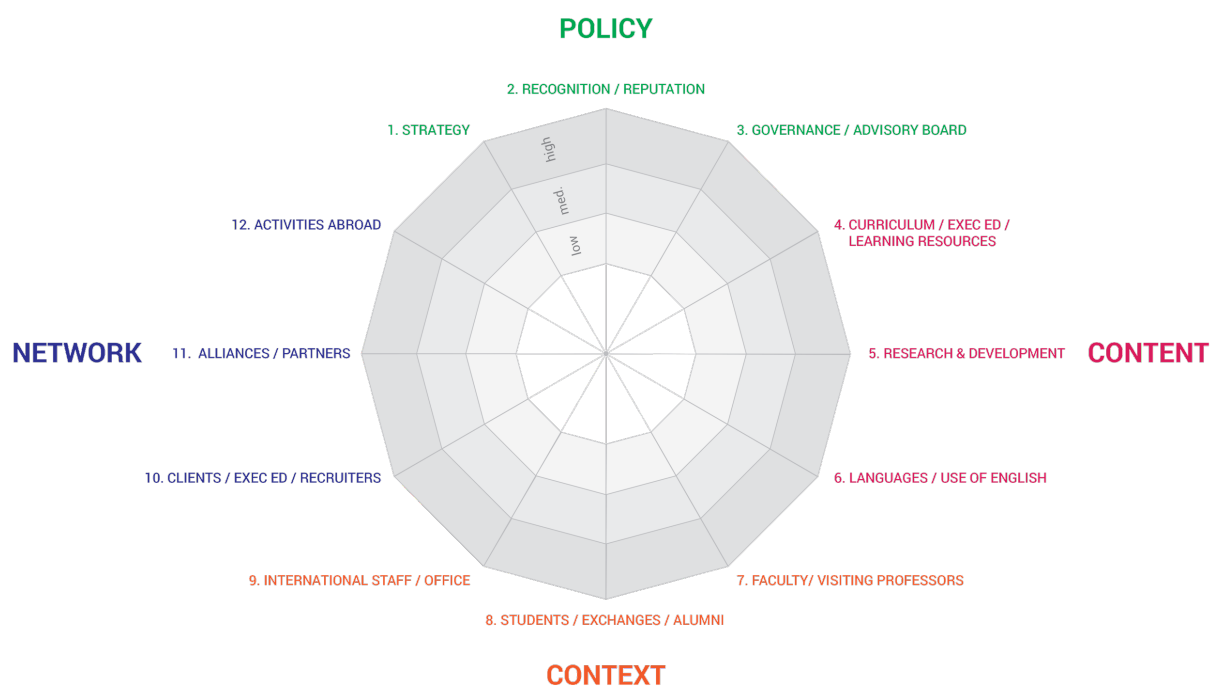 POLICY
2. RECOGNITION / REPUTATION
1. STRATEGY
3. GOVERNANCE / ADVISORY BOARD
high
med.
low
12. ACTIVITIES ABROAD
4. CURRICULUM / EXEC ED /
LEARNING RESOURCES
NETWORK
11. ALLIANCES / PARTNERS
5. RESEARCH & DEVELOPMENT
CONTENT
10. CLIENTS / EXEC ED / RECRUITERS
6. LANGUAGES / USE OF ENGLISH
9. INTERNATIONAL STAFF / OFFICE
7. FACULTY/ VISITING PROFESSORS
8. STUDENTS / EXCHANGES / ALUMNI
CONTEXT